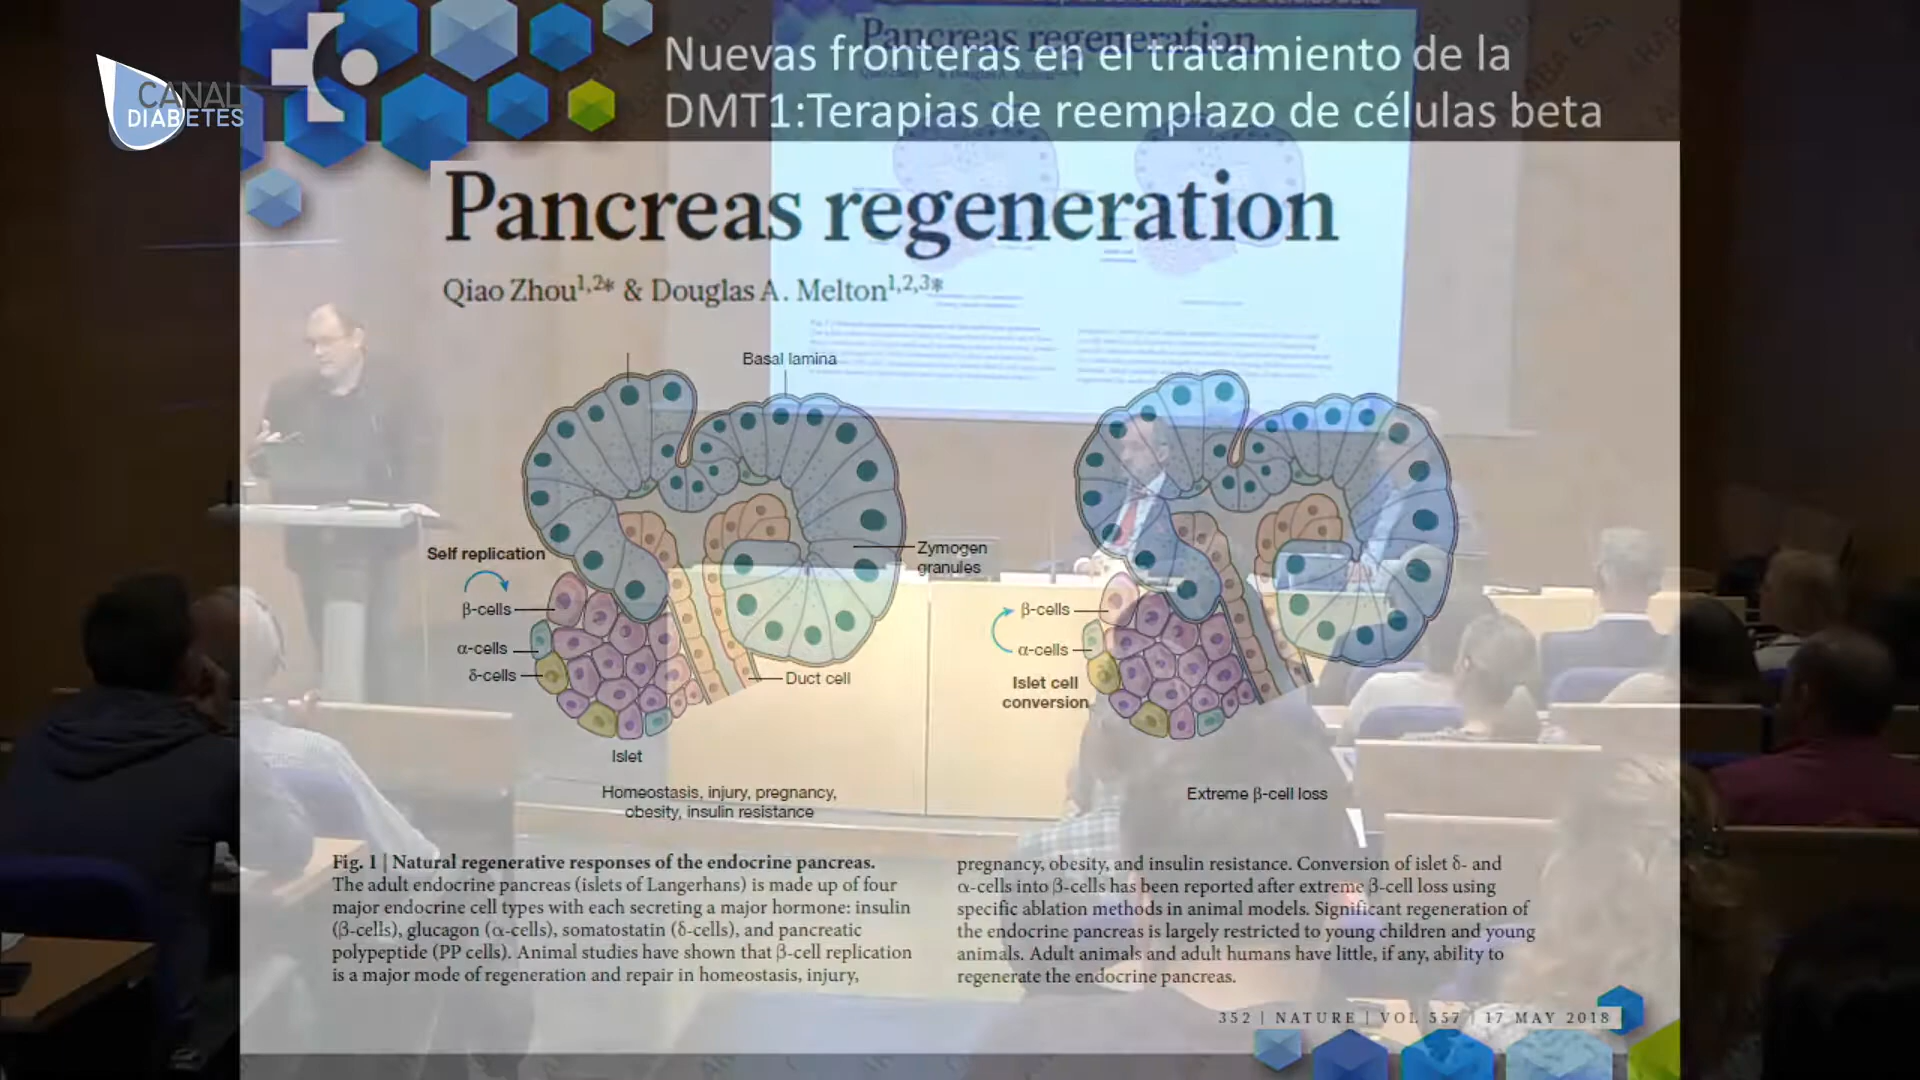 CANAL
DIABETES
Nuevas fronteras en el tratamiento de la
DMT1:Terapias de reemplazo de células beta
Pancreas regeneration
Qiao Zhou1,2* & Douglas A. Melton1,2,3*
Basal lamina
Zymogen
granules
Self replication
β-cells
α-cells
δ-cells
Duct cell
Islet
Homeostasis, injury, pregnancy,
obesity, insulin resistance
β-cells
α-cells
Islet cell
conversion
Extreme β-cell loss
Fig. 1 | Natural regenerative responses of the endocrine pancreas.
The adult endocrine pancreas (islets of Langerhans) is made up of four
major endocrine cell types with each secreting a major hormone: insulin
(β-cells), glucagon (α-cells), somatostatin (δ-cells), and pancreatic
polypeptide (PP cells). Animal studies have shown that β-cell replication
is a major mode of regeneration and repair in homeostasis, injury,
pregnancy, obesity, and insulin resistance. Conversion of islet δ- and
α-cells into β-cells has been reported after extreme β-cell loss using
specific ablation methods in animal models. Significant regeneration of
the endocrine pancreas is largely restricted to young children and young
animals. Adult animals and adult humans have little, if any, ability to
regenerate the endocrine pancreas.
352 | NATURE | VOL 557 | 17 MAY 2018